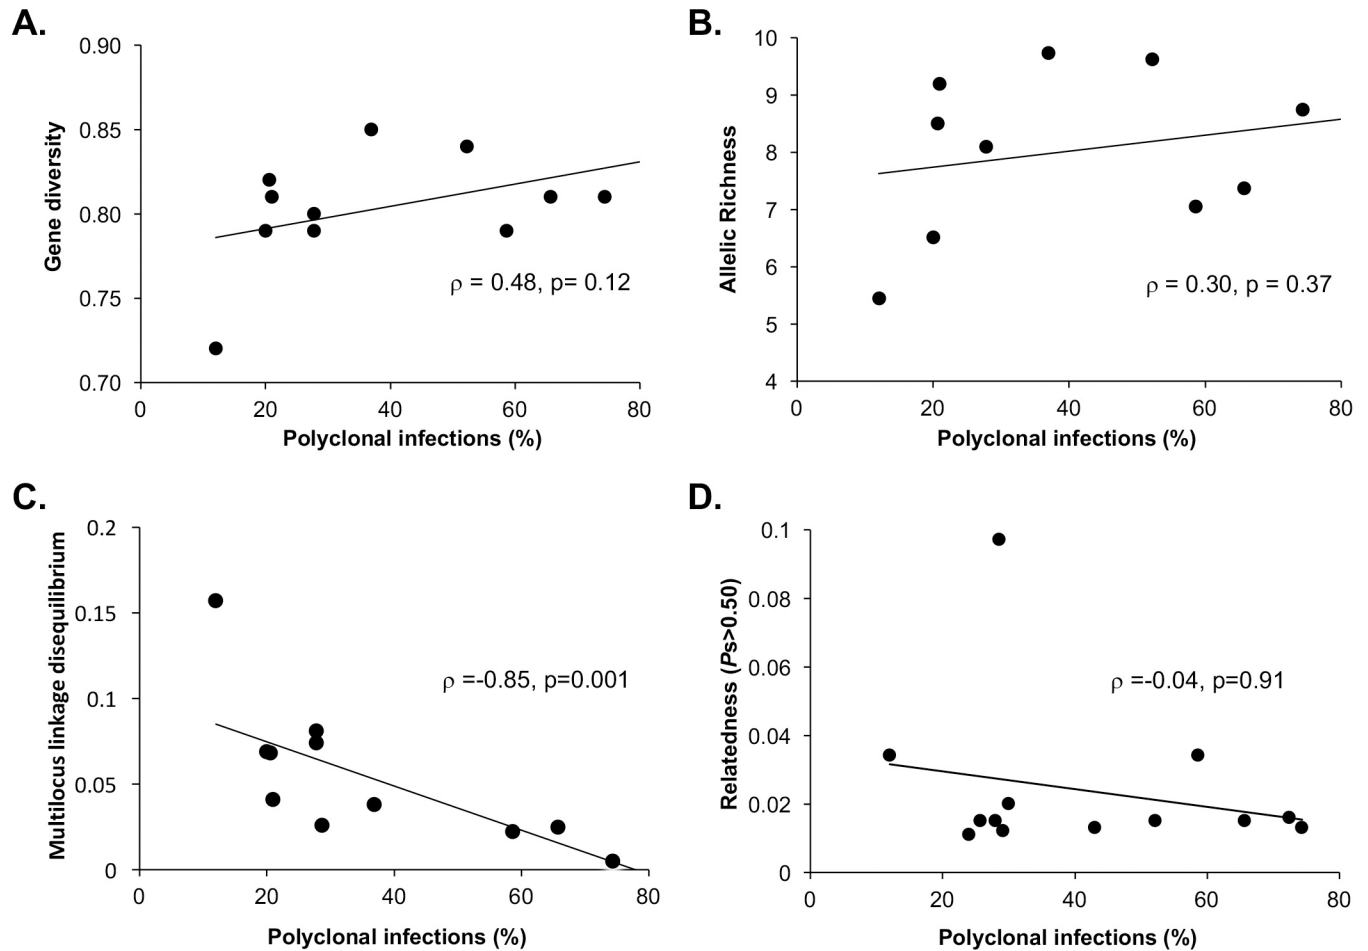 A.
0.90
0.85
0.80
0.75
0.70
Gene diversity
ρ = 0.48, p= 0.12
0
20
40
60
80
Polyclonal infections (%)
B.
10
9
8
7
6
5
4
Allelic Richness
ρ = 0.30, p = 0.37
0
20
40
60
80
Polyclonal infections (%)
C.
0.2
0.15
0.1
0.05
0
Multilocus linkage disequilibrium
ρ =-0.85, p=0.001
0
20
40
60
80
Polyclonal infections (%)
D.
0.1
0.08
0.06
0.04
0.02
0
Relatedness (Ps>0.50)
ρ =-0.04, p=0.91
0
20
40
60
80
Polyclonal infections (%)